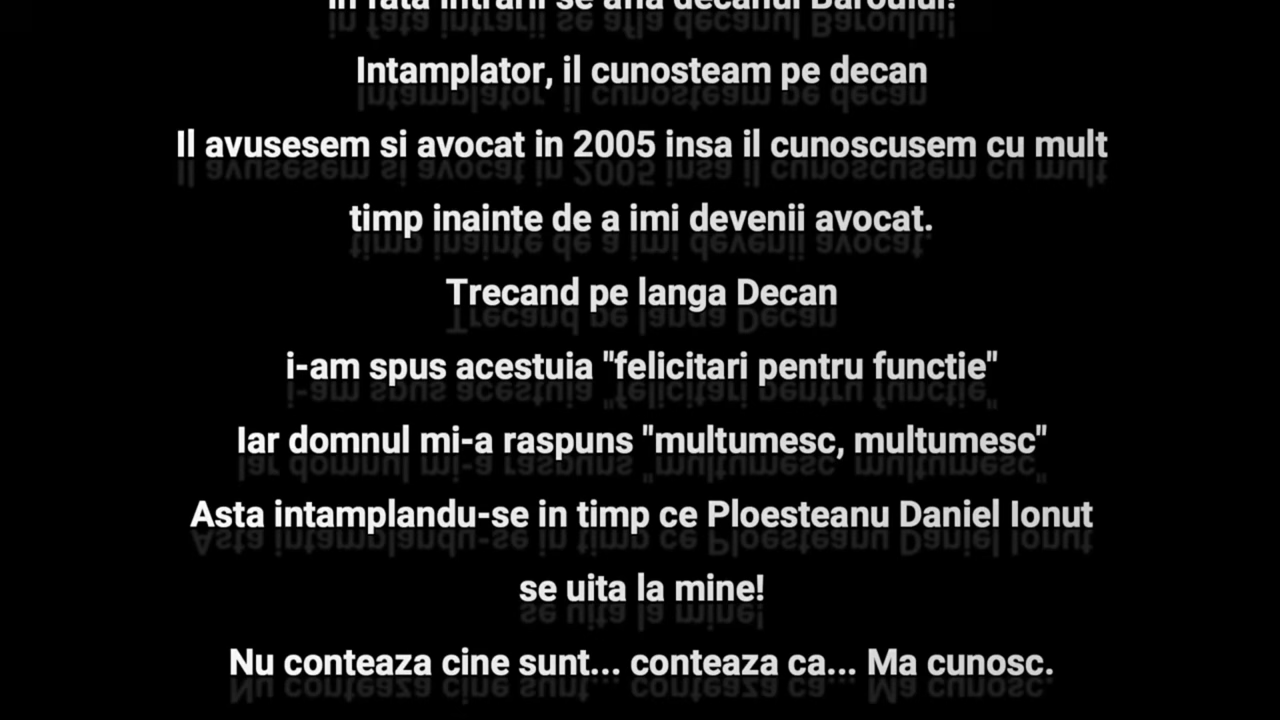 in fata intrarii se afla decanul Baroului!
Intamplator, il cunosteam pe decan
Il avusesem si avocat in 2005 insa il cunoscusem cu mult
timp inainte de a imi devenii avocat.
Trecand pe langa Decan
i-am spus acestuia "felicitari pentru functie"
Iar domnul mi-a raspuns "multumesc, multumesc"
Asta intamplandu-se in timp ce Ploesteanu Daniel Ionut
se uita la mine!
Nu conteaza cine sunt... conteaza ca... Ma cunosc.